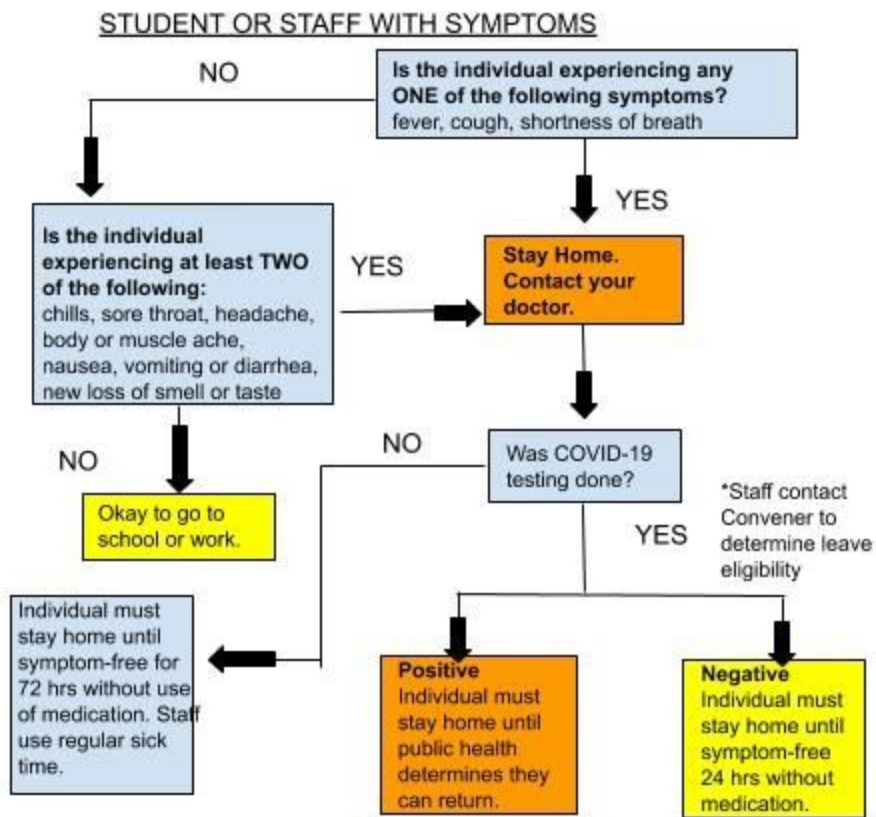 STUDENT OR STAFF WITH SYMPTOMS
NO
Is the individual experiencing any
ONE of the following symptoms?
fever, cough, shortness of breath
YES
Is the individual
experiencing at least TWO
of the following:
chills, sore throat, headache,
body or muscle ache,
nausea, vomiting or diarrhea,
new loss of smell or taste
YES
Stay Home.
Contact your
doctor.
NO
Okay to go to
school or work.
NO
Was COVID-19
testing done?
YES
*Staff contact
Convener to
determine leave
eligibility
Individual must
stay home until
symptom-free for
72 hrs without use
of medication. Staff
use regular sick
time.
Positive
Individual must
stay home until
public health
determines they
can return.
Negative
Individual must
stay home until
symptom-free
24 hrs without
medication.